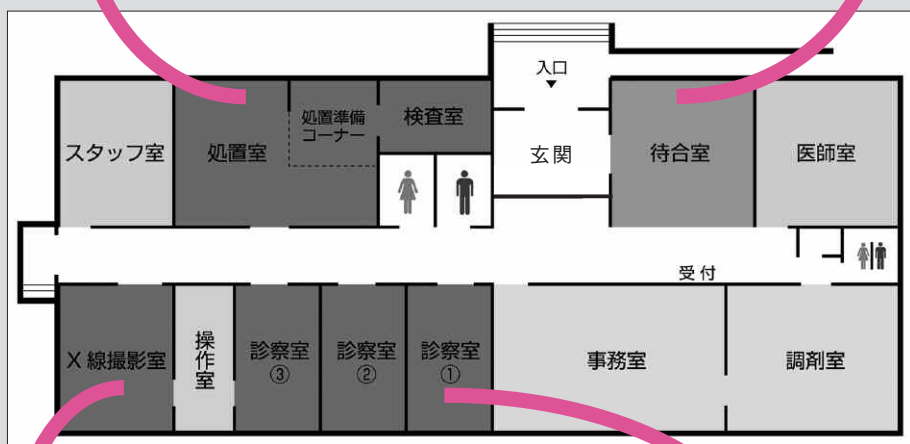 入口
▼
スタッフ室
処置室
処置準備
コーナー
検査室
玄関
待合室
医師室
受付
X線撮影室
操作室
診察室
③
診察室
②
診察室
①
事務室
調剤室